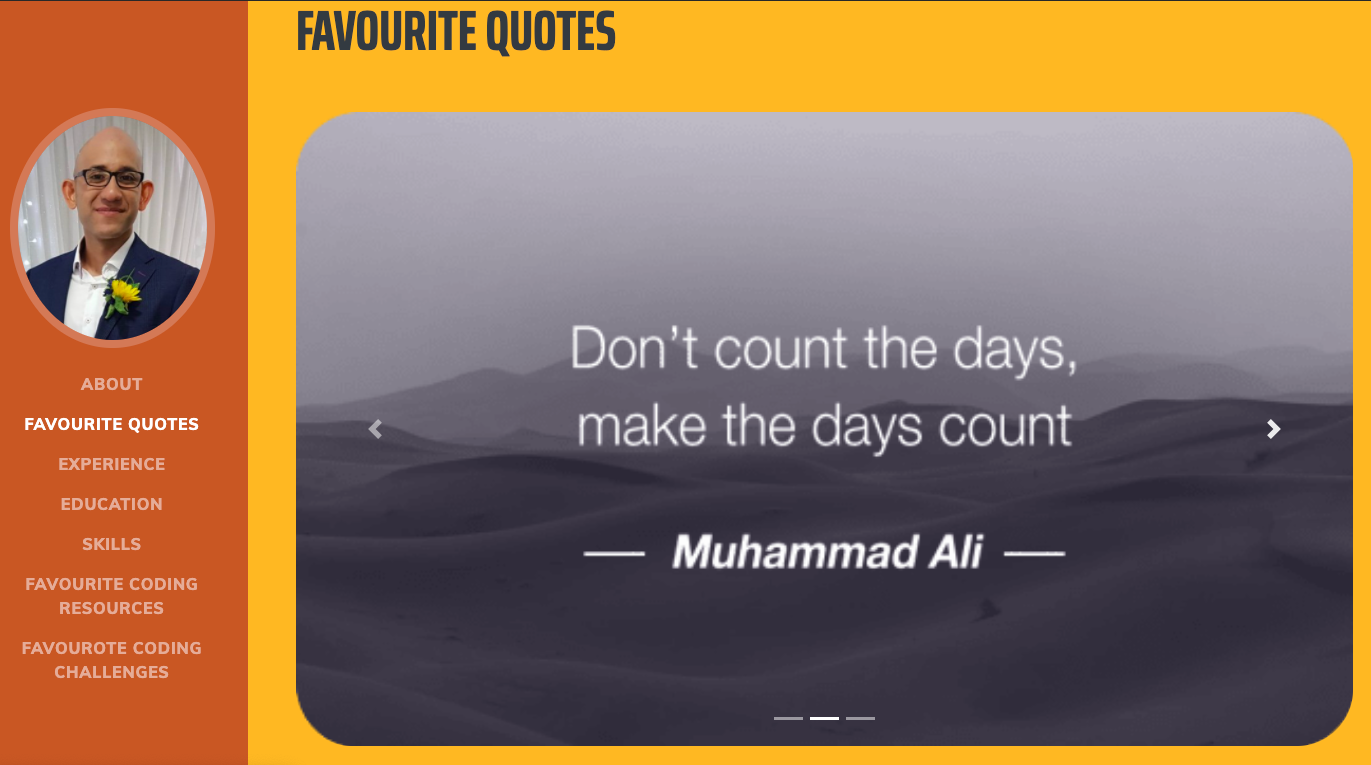 FAVOURITE QUOTES
ABOUT
FAVOURITE QUOTES
EXPERIENCE
EDUCATION
SKILLS
FAVOURITE CODING
RESOURCES
FAVOUROTE CODING
CHALLENGES
Don’t count the days,
make the days count
Muhammad Ali